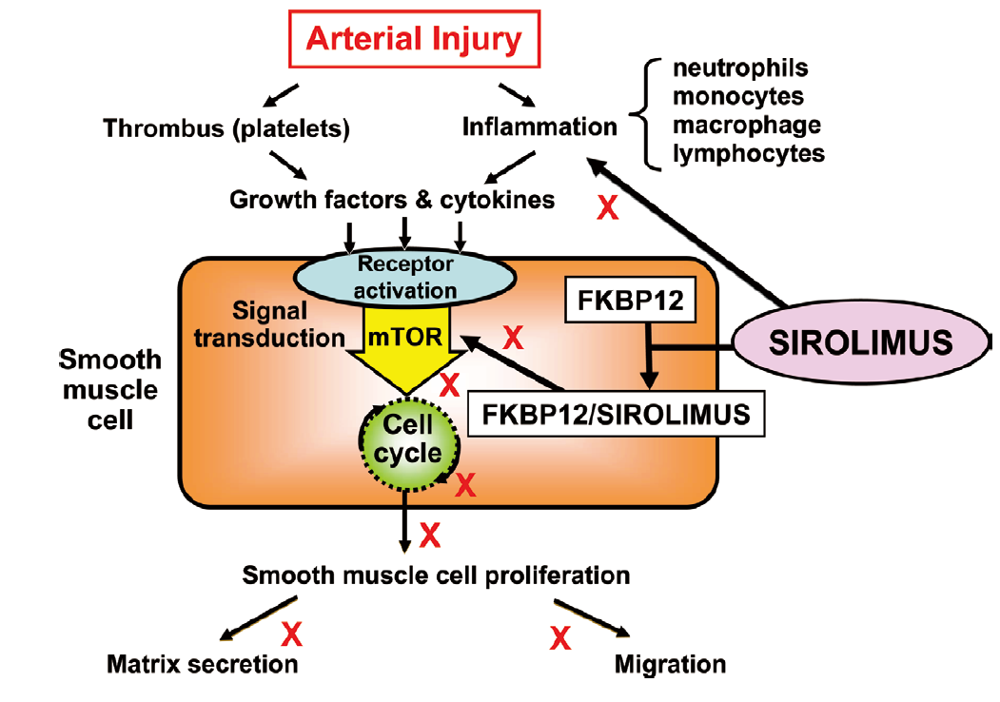 Arterial Injury
neutrophils
monocytes
macrophage
lymphocytes
Thrombus (platelets)
Inflammation
X
Growth factors & cytokines
Receptor
activation
FKBP12
Signal
transduction
mTOR
X
SIROLIMUS
Smooth
muscle
cell
X
FKBP12/SIROLIMUS
Cell
cycle
X
X
Smooth muscle cell proliferation
X
X
Matrix secretion
Migration